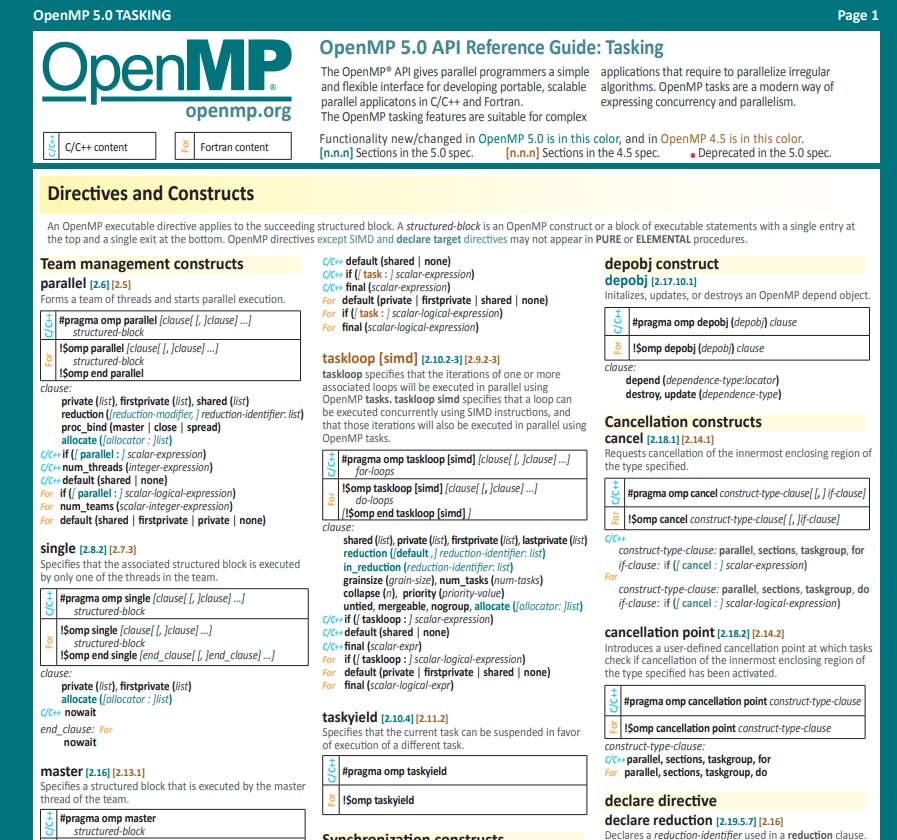 OpenMP 5.0 TASKING
Page 1
OpenMP®
openmp.org
C/C++ C/C++ content
For Fortran content
OpenMP 5.0 API Reference Guide: Tasking
The OpenMP® API gives parallel programmers a simple
and flexible interface for developing portable, scalable
parallel applicatons in C/C++ and Fortran.
The OpenMP tasking features are suitable for complex
applications that require to parallelize irregular
algorithms. OpenMP tasks are a modern way of
expressing concurrency and parallelism.
Functionality new/changed in OpenMP 5.0 is in this color, and in OpenMP 4.5 is in this color.
[n.n.n] Sections in the 5.0 spec. [n.n.n] Sections in the 4.5 spec. ● Deprecated in the 5.0 spec.
Directives and Constructs
An OpenMP executable directive applies to the succeeding structured block. A structured-block is an OpenMP construct or a block of executable statements with a single entry at
the top and a single exit at the bottom. OpenMP directives except SIMD and declare target directives may not appear in PURE or ELEMENTAL procedures.
Team management constructs
parallel [2.6] [2.5]
Forms a team of threads and starts parallel execution.
C/C++
#pragma omp parallel [clause[ [, ]clause] ...]
structured-block
For
!$omp parallel [clause[ [, ]clause] ...]
structured-block
!$omp end parallel
clause:
private (list), firstprivate (list), shared (list)
reduction ([reduction-modifier, ] reduction-identifier: list)
proc_bind (master | close | spread)
allocate ([allocator : ]list)
C/C++ if ([ parallel : ] scalar-expression)
C/C++ num_threads (integer-expression)
C/C++ default (shared | none)
For if ([ parallel : ] scalar-logical-expression)
For num_teams (scalar-integer-expression)
For default (shared | firstprivate | private | none)
single [2.8.2] [2.7.3]
Specifies that the associated structured block is executed
by only one of the threads in the team.
C/C++
#pragma omp single [clause[ [, ]clause] ...]
structured-block
For
!$omp single [clause[ [, ]clause] ...]
structured-block
!$omp end single [end_clause[ [, ]end_clause] ...]
clause:
private (list), firstprivate (list)
allocate ([allocator : ]list)
C/C++ nowait
end_clause: For
nowait
master [2.16] [2.13.1]
Specifies a structured block that is executed by the master
thread of the team.
C/C++
#pragma omp master
structured-block
C/C++ default (shared | none)
C/C++ if ([ task : ] scalar-expression)
C/C++ final (scalar-expression)
For default (private | firstprivate | shared | none)
For if ([ task : ] scalar-logical-expression)
For final (scalar-logical-expression)
taskloop [simd] [2.10.2-3] [2.9.2-3]
taskloop specifies that the iterations of one or more
associated loops will be executed in parallel using
OpenMP tasks. taskloop simd specifies that a loop can
be executed concurrently using SIMD instructions, and
that those iterations will also be executed in parallel using
OpenMP tasks.
C/C++
#pragma omp taskloop [simd] [clause[ [, ]clause] ...]
for-loops
For
!$omp taskloop [simd] [clause[ [, ]clause] ...]
do-loops
[!$omp end taskloop [simd] ]
clause:
shared (list), private (list), firstprivate (list), lastprivate (list)
reduction ([default ,] reduction-identifier: list)
in_reduction (reduction-identifier: list)
grainsize (grain-size), num_tasks (num-tasks)
collapse (n), priority (priority-value)
untied, mergeable, nogroup, allocate ([allocator: ]list)
C/C++ if ([ taskloop : ] scalar-expression)
C/C++ default (shared | none)
C/C++ final (scalar-expr)
For if ([ taskloop : ] scalar-logical-expression)
For default (private | firstprivate | shared | none)
For final (scalar-logical-expr)
taskyield [2.10.4] [2.11.2]
Specifies that the current task can be suspended in favor
of execution of a different task.
C/C++
#pragma omp taskyield
For
!$omp taskyield
Synchronization constructs
depobj construct
depobj [2.17.10.1]
Initalizes, updates, or destroys an OpenMP depend object.
C/C++
#pragma omp depobj (depobj) clause
For
!$omp depobj (depobj) clause
clause:
depend (dependence-type:locator)
destroy, update (dependence-type)
Cancellation constructs
cancel [2.18.1] [2.14.1]
Requests cancellation of the innermost enclosing region of
the type specified.
C/C++
#pragma omp cancel construct-type-clause[ [, ] if-clause]
For
!$omp cancel construct-type-clause[ [, ]if-clause]
C/C++
construct-type-clause: parallel, sections, taskgroup, for
if-clause: if ([ cancel : ] scalar-expression)
For
construct-type-clause: parallel, sections, taskgroup, do
if-clause: if ([ cancel : ] scalar-logical-expression)
cancellation point [2.18.2] [2.14.2]
Introduces a user-defined cancellation point at which tasks
check if cancellation of the innermost enclosing region of
the type specified has been activated.
C/C++
#pragma omp cancellation point construct-type-clause
For
!$omp cancellation point construct-type-clause
construct-type-clause:
C/C++ parallel, sections, taskgroup, for
For parallel, sections, taskgroup, do
declare directive
declare reduction [2.19.5.7] [2.16]
Declares a reduction-identifier used in a reduction clause.